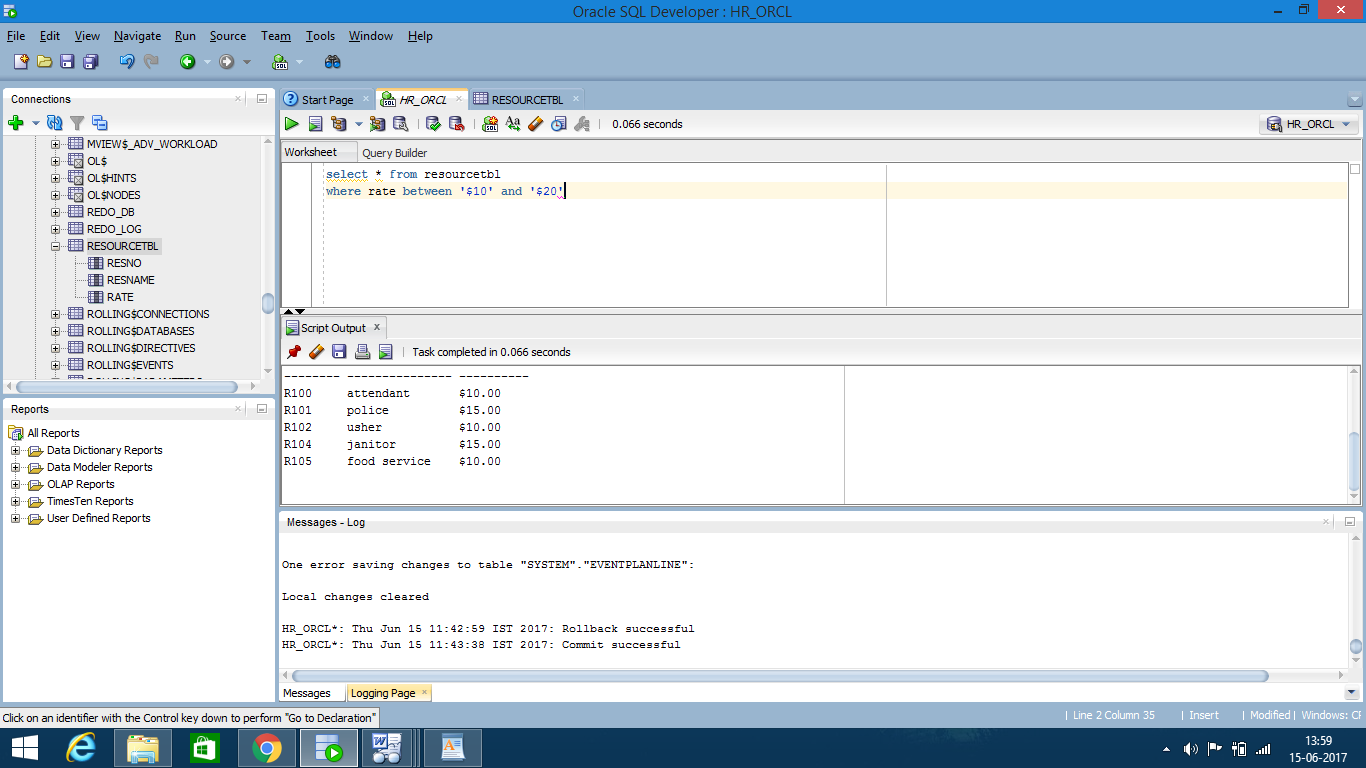 Oracle SQL Developer : HR_ORCL
File Edit View Navigate Run Source Team Tools Window Help
Connections
MVIEW$_ADV_WORKLOAD
OL$
OL$HINTS
OL$NODES
REDO_DB
REDO_LOG
RESOURCETBL
RESNO
RESNAME
RATE
ROLLING$CONNECTIONS
ROLLING$DATABASES
ROLLING$DIRECTIVES
ROLLING$EVENTS
Reports
All Reports
Data Dictionary Reports
Data Modeler Reports
OLAP Reports
TimesTen Reports
User Defined Reports
Start Page HR_ORCL RESOURCETBL
0.066 seconds HR_ORCL
Worksheet Query Builder
select * from resourcetbl
where rate between '$10' and '$20'
Script Output
Task completed in 0.066 seconds
-------- --------------- ----------
R100 attendant $10.00
R101 police $15.00
R102 usher $10.00
R104 janitor $15.00
R105 food service $10.00
Messages - Log
One error saving changes to table "SYSTEM"."EVENTPLANLINE":
Local changes cleared
HR_ORCL*: Thu Jun 15 11:42:59 IST 2017: Rollback successful
HR_ORCL*: Thu Jun 15 11:43:38 IST 2017: Commit successful
Messages Logging Page
Click on an identifier with the Control key down to perform "Go to Declaration"
Line 2 Column 35 Insert Modified Windows:
13:59
15-06-2017